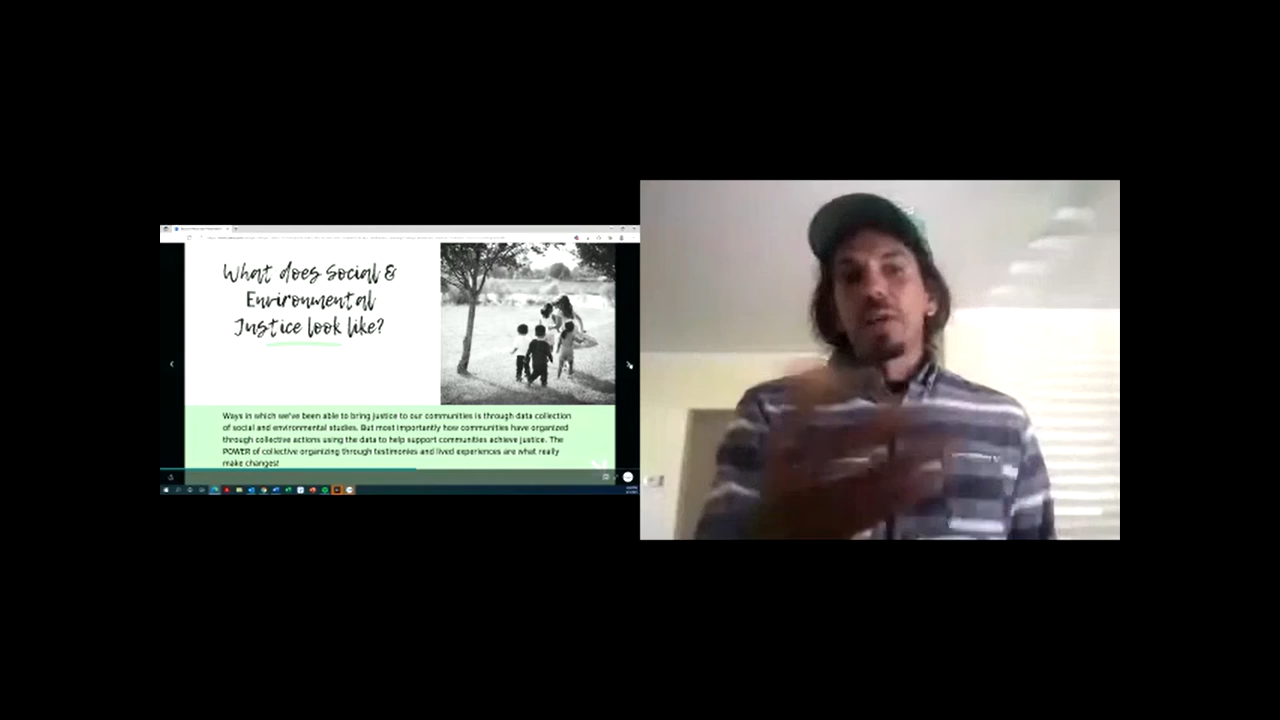 What does Social &
Environmental
Justice look like?
Ways in which we've been able to bring justice to our communities is through data collection
of social and environmental studies. But most importantly how communities have organized
through collective actions using the data to help support communities achieve justice. The
POWER of collective organizing through testimonies and lived experiences are what really
make changes!